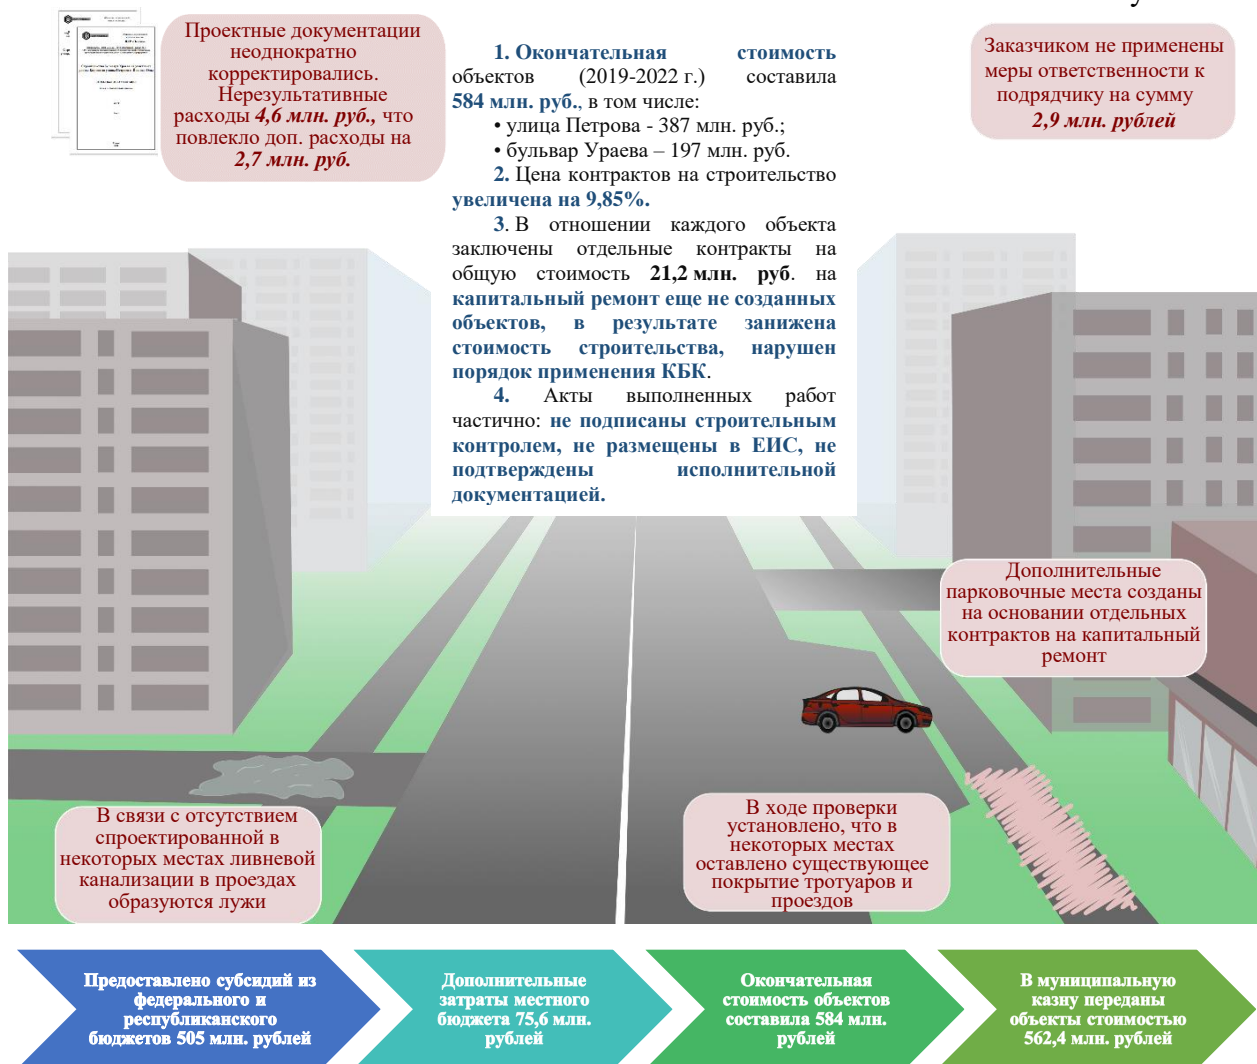 Проектные документации
неоднократно
корректировались.
Нерезультативные
расходы 4,6 млн. руб., что
повлекло доп. расходы на
2,7 млн. руб.
1. Окончательная стоимость
объектов (2019-2022 г.) составила
584 млн. руб., в том числе:
• улица Петрова - 387 млн. руб.;
• бульвар Ураева – 197 млн. руб.
2. Цена контрактов на строительство
увеличена на 9,85%.
3. В отношении каждого объекта
заключены отдельные контракты на
общую стоимость 21,2 млн. руб. на
капитальный ремонт еще не созданных
объектов, в результате занижена
стоимость строительства, нарушен
порядок применения КБК.
4. Акты выполненных работ
частично: не подписаны строительным
контролем, не размещены в ЕИС, не
подтверждены исполнительной
документацией.
Заказчиком не применены
меры ответственности к
подрядчику на сумму
2,9 млн. рублей
Дополнительные
парковочные места созданы
на основании отдельных
контрактов на капитальный
ремонт
В связи с отсутствием
спроектированной в
некоторых местах ливневой
канализации в проездах
образуются лужи
В ходе проверки
установлено, что в
некоторых местах
оставлено существующее
покрытие тротуаров и
проездов
Предоставлено субсидий из
федерального и
республиканского
бюджетов 505 млн. рублей
Дополнительные
затраты местного
бюджета 75,6 млн.
рублей
Окончательная
стоимость объектов
составила 584 млн.
рублей
В муниципальную
казну переданы
объекты стоимостью
562,4 млн. рублей